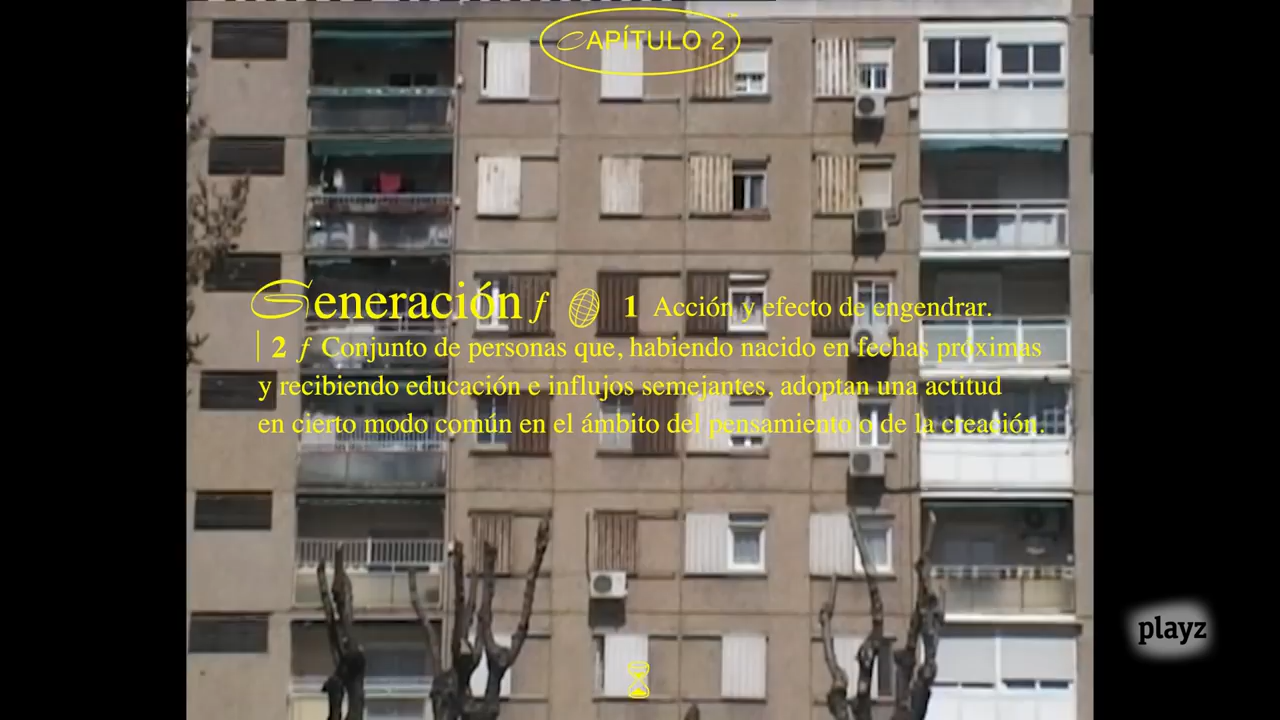 CAPÍTULO 2
Generación f 1 Acción y efecto de engendrar.
| 2 f Conjunto de personas que, habiendo nacido en fechas próximas
y recibiendo educación e influjos semejantes, adoptan una actitud
en cierto modo común en el ámbito del pensamiento o de la creación.
playz